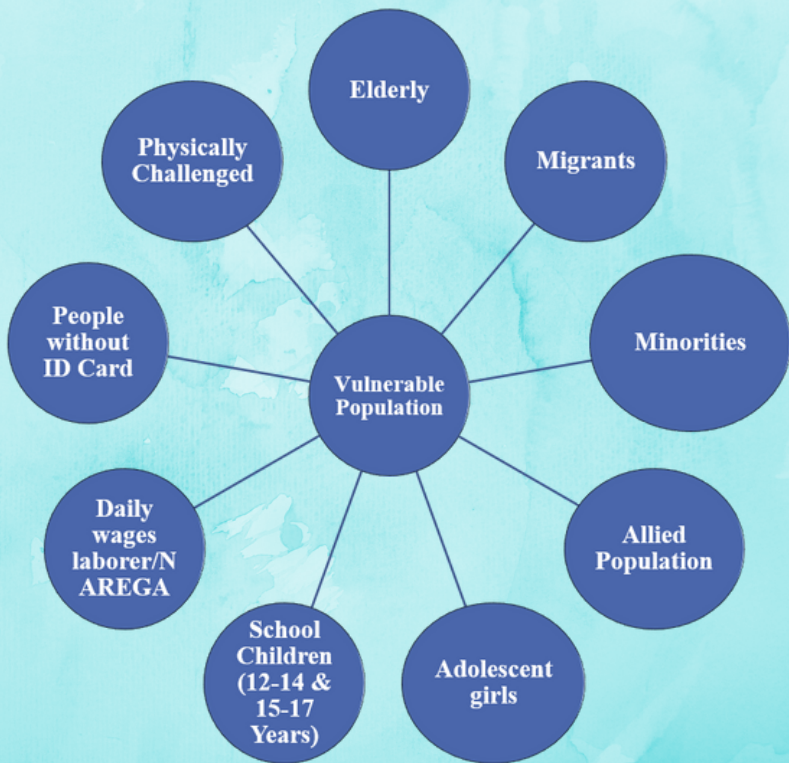 Elderly
Physically
Challenged
Migrants
People
without
ID Card
Minorities
Vulnerable
Population
Daily
wages
laborer/N
AREGA
Allied
Population
School
Children
(12-14 &
15-17
Years)
Adolescent
girls